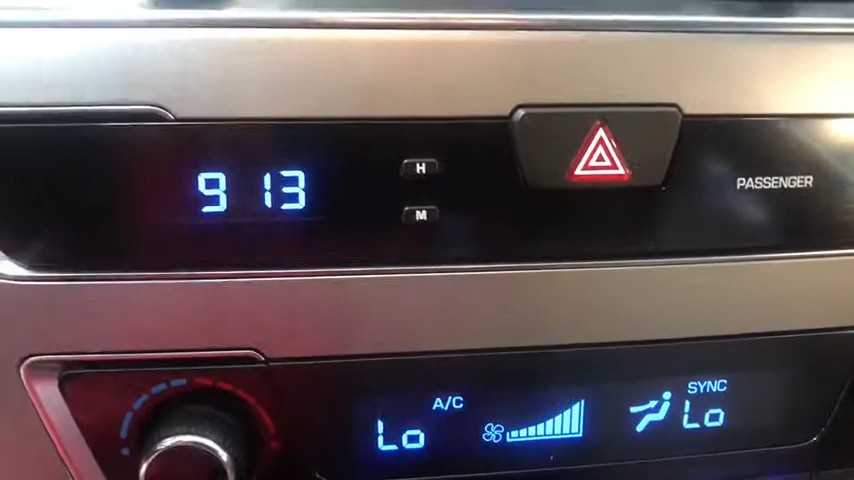 9 13
H
M
PASSENGER
Lo
A/C
SYNC
Lo